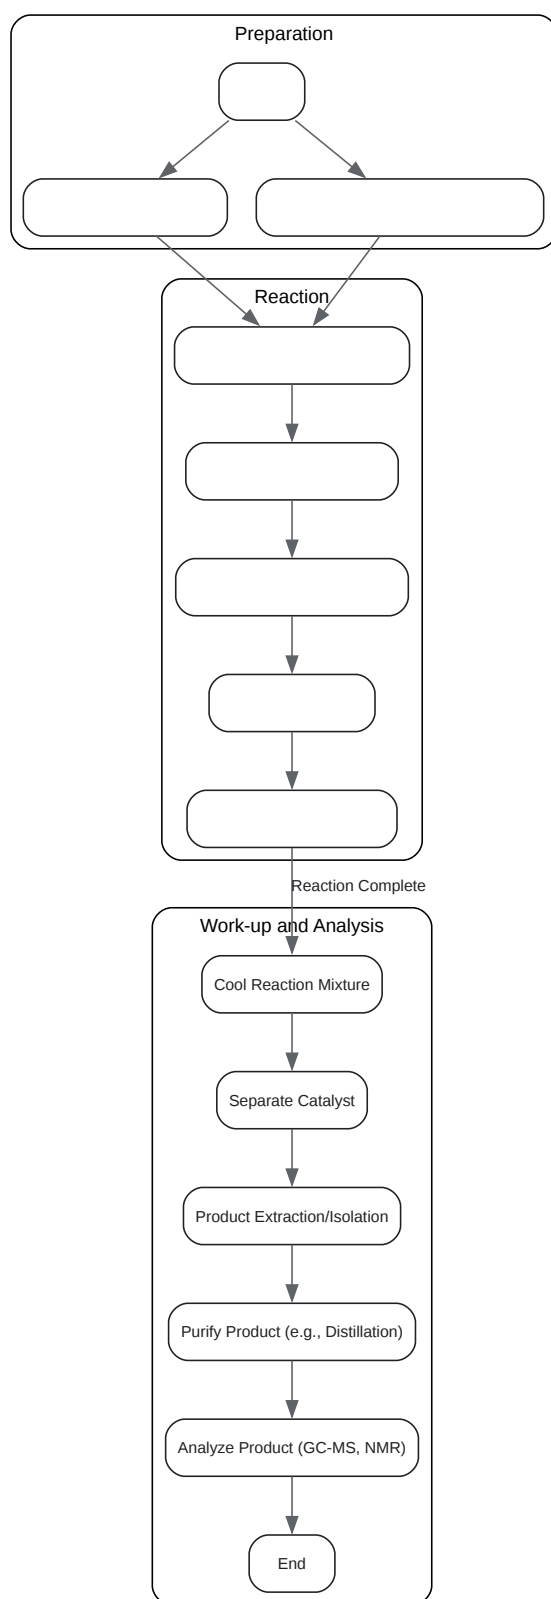 Preparation
Reaction
Reaction Complete
Work-up and Analysis
Cool Reaction Mixture
Separate Catalyst
Product Extraction/Isolation
Purify Product (e.g., Distillation)
Analyze Product (GC-MS, NMR)
End